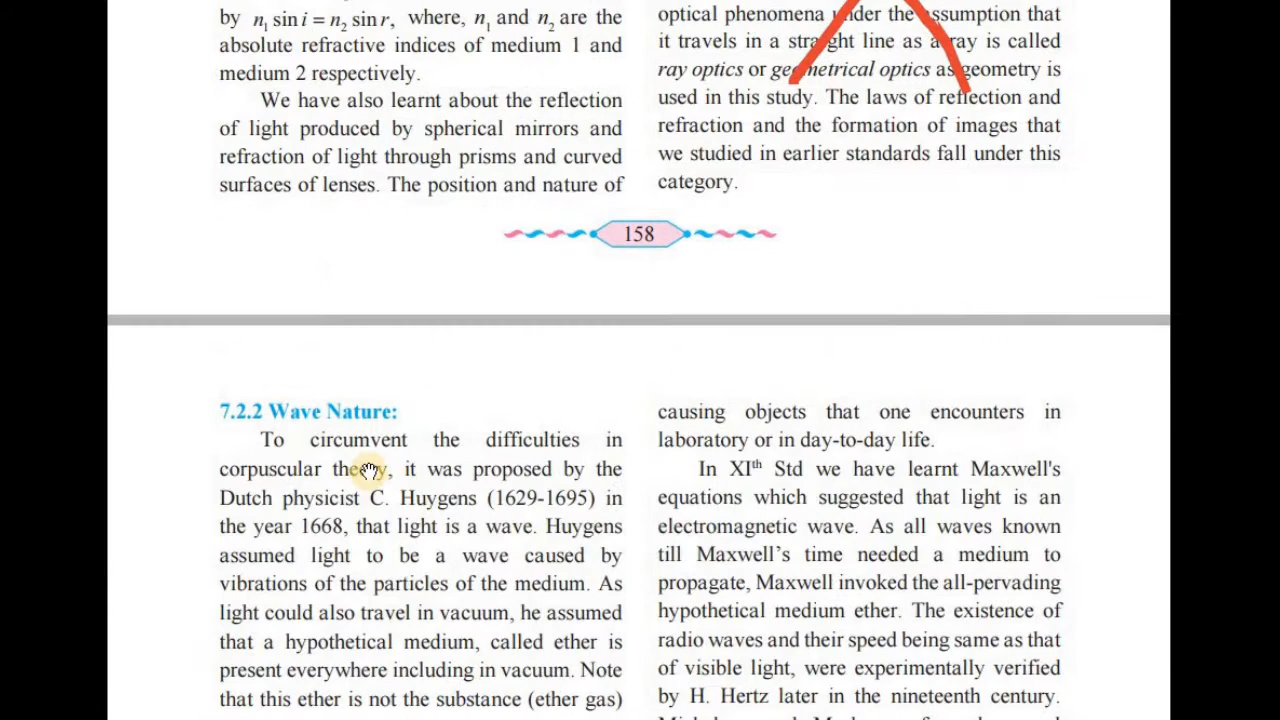 by n₁ sin i = n₂ sin r, where, n₁ and n₂ are the
absolute refractive indices of medium 1 and
medium 2 respectively.
We have also learnt about the reflection
of light produced by spherical mirrors and
refraction of light through prisms and curved
surfaces of lenses. The position and nature of
optical phenomena under the assumption that
it travels in a straight line as a ray is called
ray optics or geometrical optics as geometry is
used in this study. The laws of reflection and
refraction and the formation of images that
we studied in earlier standards fall under this
category.
158
7.2.2 Wave Nature:
To circumvent the difficulties in
corpuscular theory, it was proposed by the
Dutch physicist C. Huygens (1629-1695) in
the year 1668, that light is a wave. Huygens
assumed light to be a wave caused by
vibrations of the particles of the medium. As
light could also travel in vacuum, he assumed
that a hypothetical medium, called ether is
present everywhere including in vacuum. Note
that this ether is not the substance (ether gas)
causing objects that one encounters in
laboratory or in day-to-day life.
In XIth Std we have learnt Maxwell's
equations which suggested that light is an
electromagnetic wave. As all waves known
till Maxwell’s time needed a medium to
propagate, Maxwell invoked the all-pervading
hypothetical medium ether. The existence of
radio waves and their speed being same as that
of visible light, were experimentally verified
by H. Hertz later in the nineteenth century.